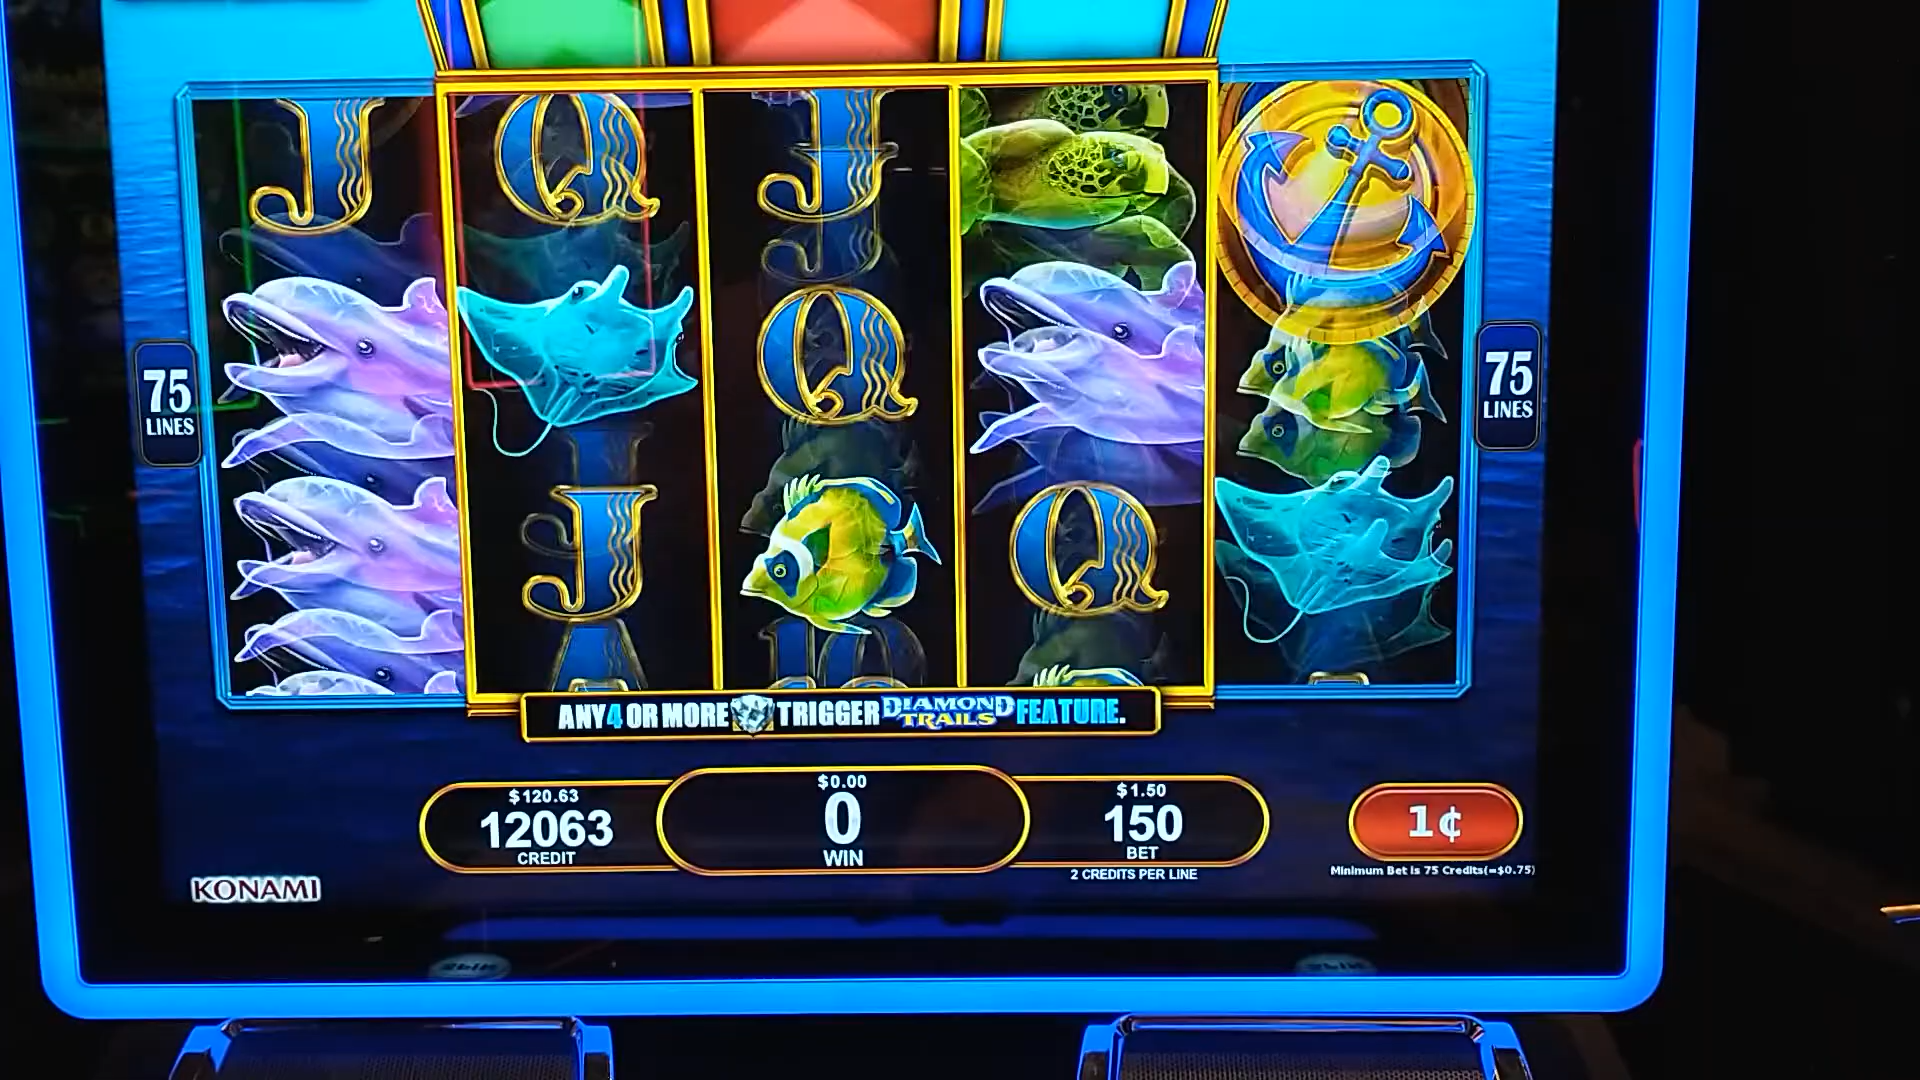 J Q J
Q
J Q
75 LINES
75 LINES
ANY 4 OR MORE TRIGGER DIAMOND TRAILS FEATURE.
$120.63
12063
CREDIT
$0.00
0
WIN
$1.50
150
BET
2 CREDITS PER LINE
1¢
Minimum Bet is 75 Credits(=$0.75)
KONAMI